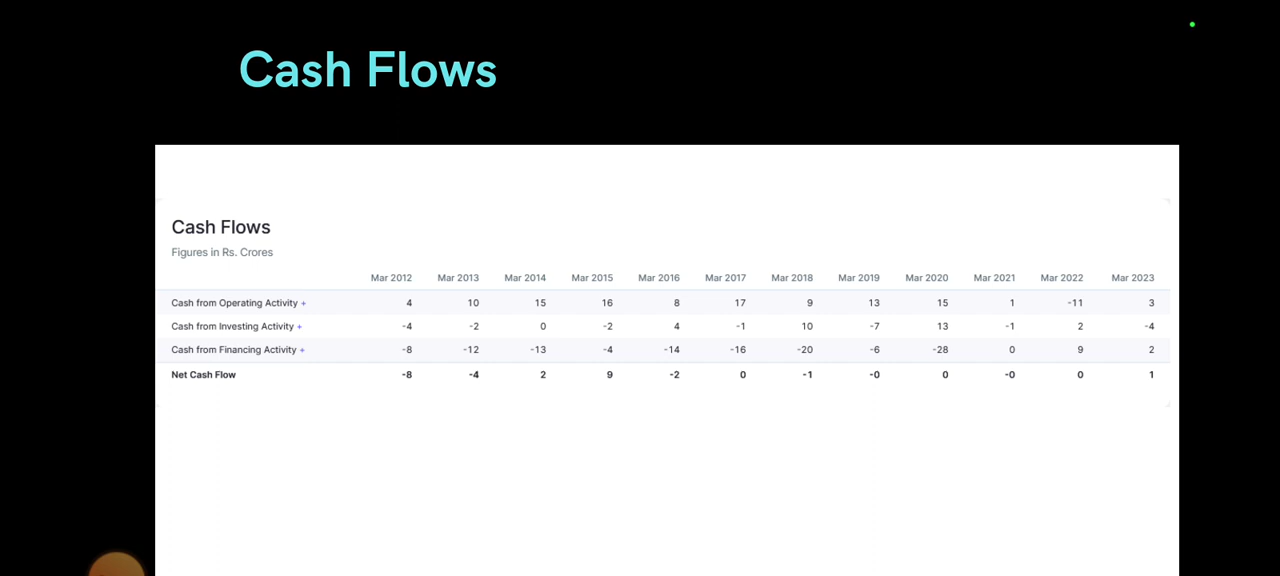 Cash Flows
Cash Flows
Figures in Rs. Crores
Mar 2012 Mar 2013 Mar 2014 Mar 2015 Mar 2016 Mar 2017 Mar 2018 Mar 2019 Mar 2020 Mar 2021 Mar 2022 Mar 2023
Cash from Operating Activity + 4 10 15 16 8 17 9 13 15 1 -11 3
Cash from Investing Activity + -4 -2 0 -2 4 -1 10 -7 13 -1 2 -4
Cash from Financing Activity + -8 -12 -13 -4 -14 -16 -20 -6 -28 0 9 2
Net Cash Flow -8 -4 2 9 -2 0 -1 -0 0 -0 0 1